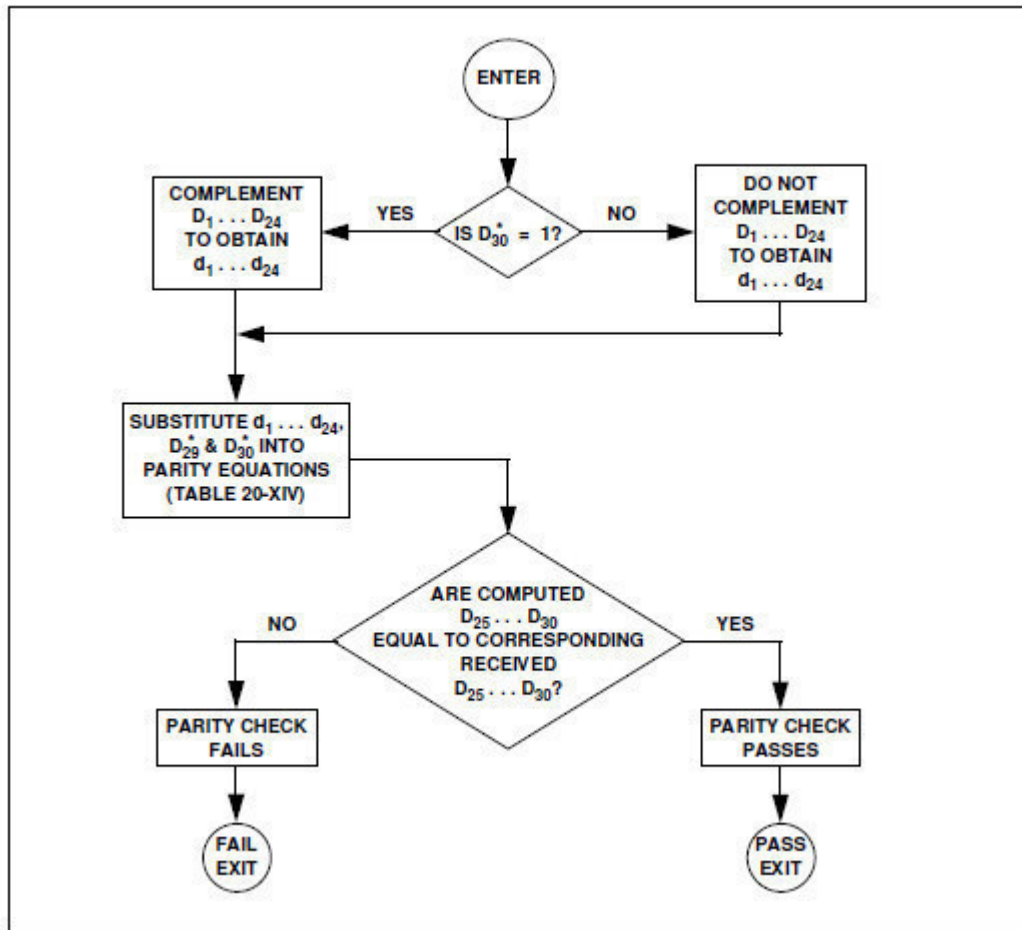 ENTER
COMPLEMENT
D₁ . . . D₂₄
TO OBTAIN
d₁ . . . d₂₄
YES
IS D*₃₀ = 1?
NO
DO NOT
COMPLEMENT
D₁ . . . D₂₄
TO OBTAIN
d₁ . . . d₂₄
SUBSTITUTE d₁ . . . d₂₄,
D*₂₉ & D*₃₀ INTO
PARITY EQUATIONS
(TABLE 20-XIV)
ARE COMPUTED
D₂₅ . . . D₃₀
EQUAL TO CORRESPONDING
RECEIVED
D₂₅ . . . D₃₀?
NO
YES
PARITY CHECK
FAILS
PARITY CHECK
PASSES
FAIL
EXIT
PASS
EXIT